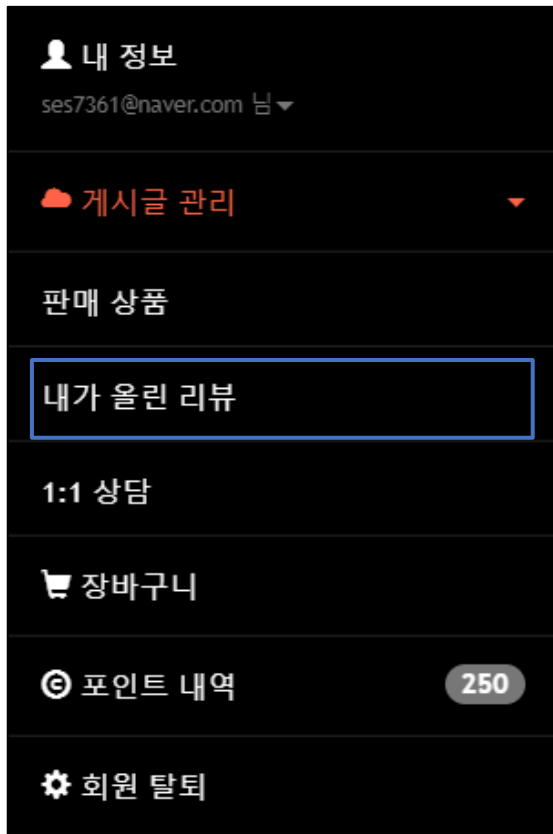 내 정보
ses7361@naver.com 님
게시글 관리
판매 상품
내가 올린 리뷰
1:1 상담
장바구니
포인트 내역 250
회원 탈퇴